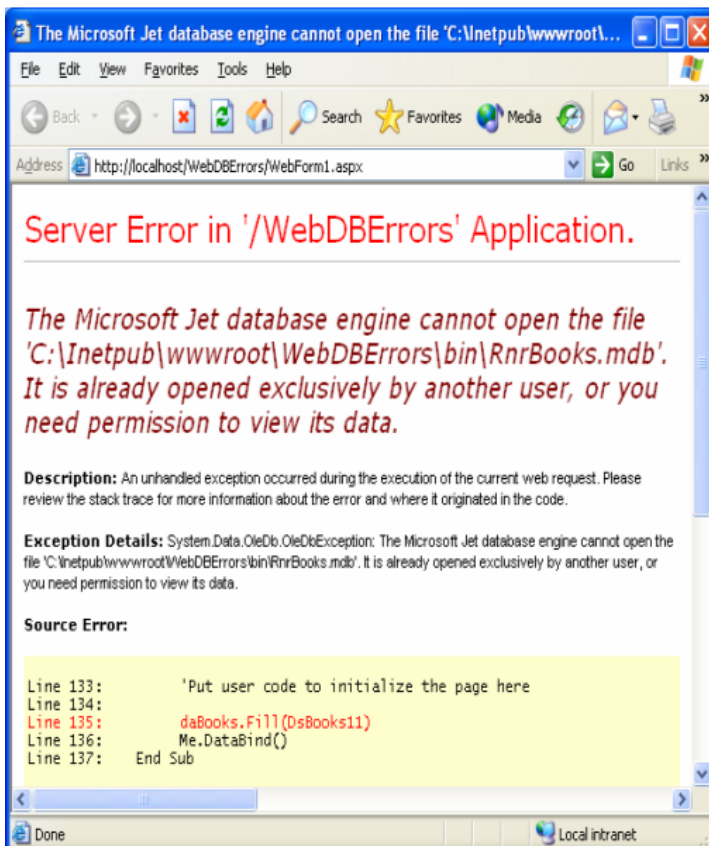 The Microsoft Jet database engine cannot open the file 'C:\Inetpub\wwwroot\...
File Edit View Favorites Tools Help
Back Search Favorites Media »
Address http://localhost/WebDBErrors/WebForm1.aspx Go Links »
Server Error in '/WebDBErrors' Application.
The Microsoft Jet database engine cannot open the file
'C:\Inetpub\wwwroot\WebDBErrors\bin\RnrBooks.mdb'.
It is already opened exclusively by another user, or you
need permission to view its data.
Description: An unhandled exception occurred during the execution of the current web request. Please
review the stack trace for more information about the error and where it originated in the code.
Exception Details: System.Data.OleDb.OleDbException: The Microsoft Jet database engine cannot open the
file 'C:\Inetpub\wwwroot\WebDBErrors\bin\RnrBooks.mdb'. It is already opened exclusively by another user, or
you need permission to view its data.
Source Error:
Line 133: 'Put user code to initialize the page here
Line 134:
Line 135: daBooks.Fill(DsBooks11)
Line 136: Me.DataBind()
Line 137: End Sub
Done Local intranet